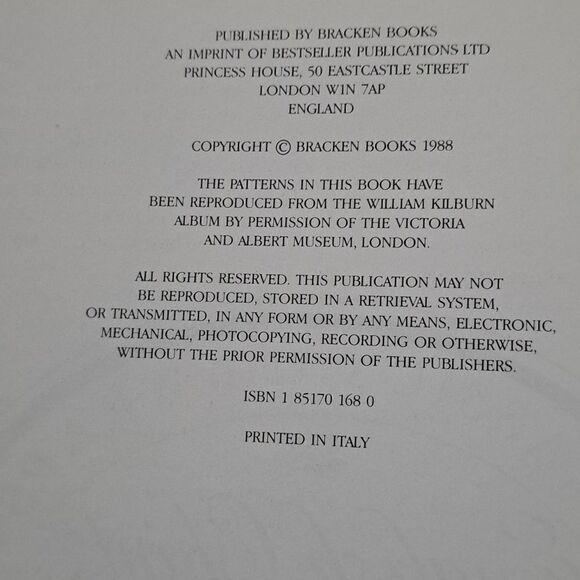 PUBLISHED BY BRACKEN BOOKS
AN IMPRINT OF BESTSELLER PUBLICATIONS LTD
PRINCESS HOUSE, 50 EASTCASTLE STREET
LONDON W1N 7AP
ENGLAND
COPYRIGHT © BRACKEN BOOKS 1988
THE PATTERNS IN THIS BOOK HAVE
BEEN REPRODUCED FROM THE WILLIAM KILBURN
ALBUM BY PERMISSION OF THE VICTORIA
AND ALBERT MUSEUM, LONDON.
ALL RIGHTS RESERVED. THIS PUBLICATION MAY NOT
BE REPRODUCED, STORED IN A RETRIEVAL SYSTEM,
OR TRANSMITTED, IN ANY FORM OR BY ANY MEANS, ELECTRONIC,
MECHANICAL, PHOTOCOPYING, RECORDING OR OTHERWISE,
WITHOUT THE PRIOR PERMISSION OF THE PUBLISHERS.
ISBN 1 85170 168 0
PRINTED IN ITALY